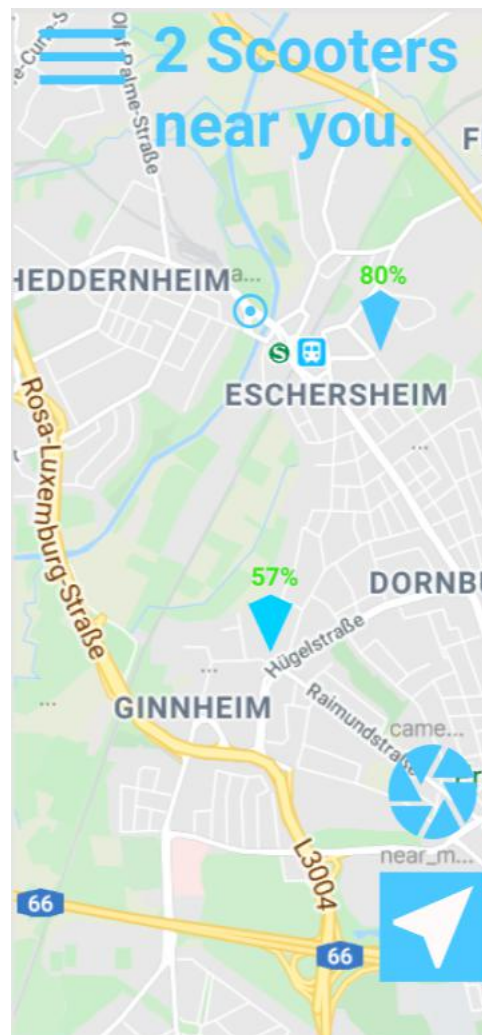 2 Scooters
near you.
Olof-Palme-Straße
F
HEDDERNHEIM
a...
80%
S
ESCHERSHEIM
...
Rosa-Luxemburg-Straße
57%
DORNBU
Hügelstraße
...
...
GINNHEIM
Raimundstraße
came...
near_m...
L3004
66
66